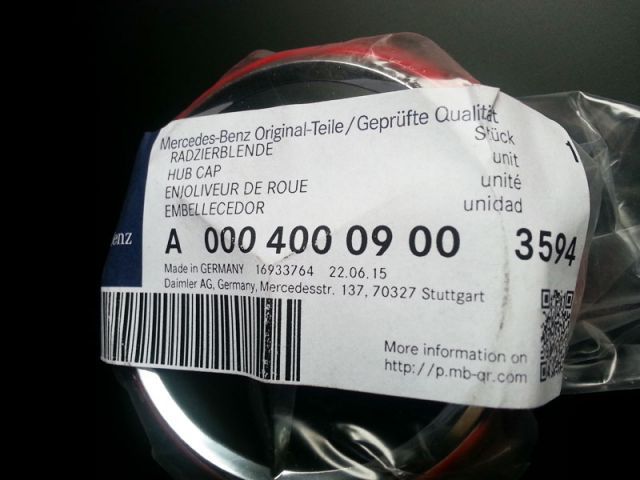 Mercedes-Benz Original-Teile/Geprüfte Qualität
RADZIERBLENDE Stück 1
HUB CAP unit
ENJOLIVEUR DE ROUE unité
EMBELLECEDOR unidad
enz
A 000 400 09 00 3594
Made in GERMANY 16933764 22.06.15
Daimler AG, Germany, Mercedesstr. 137, 70327 Stuttgart
More information on
http://p.mb-qr.com